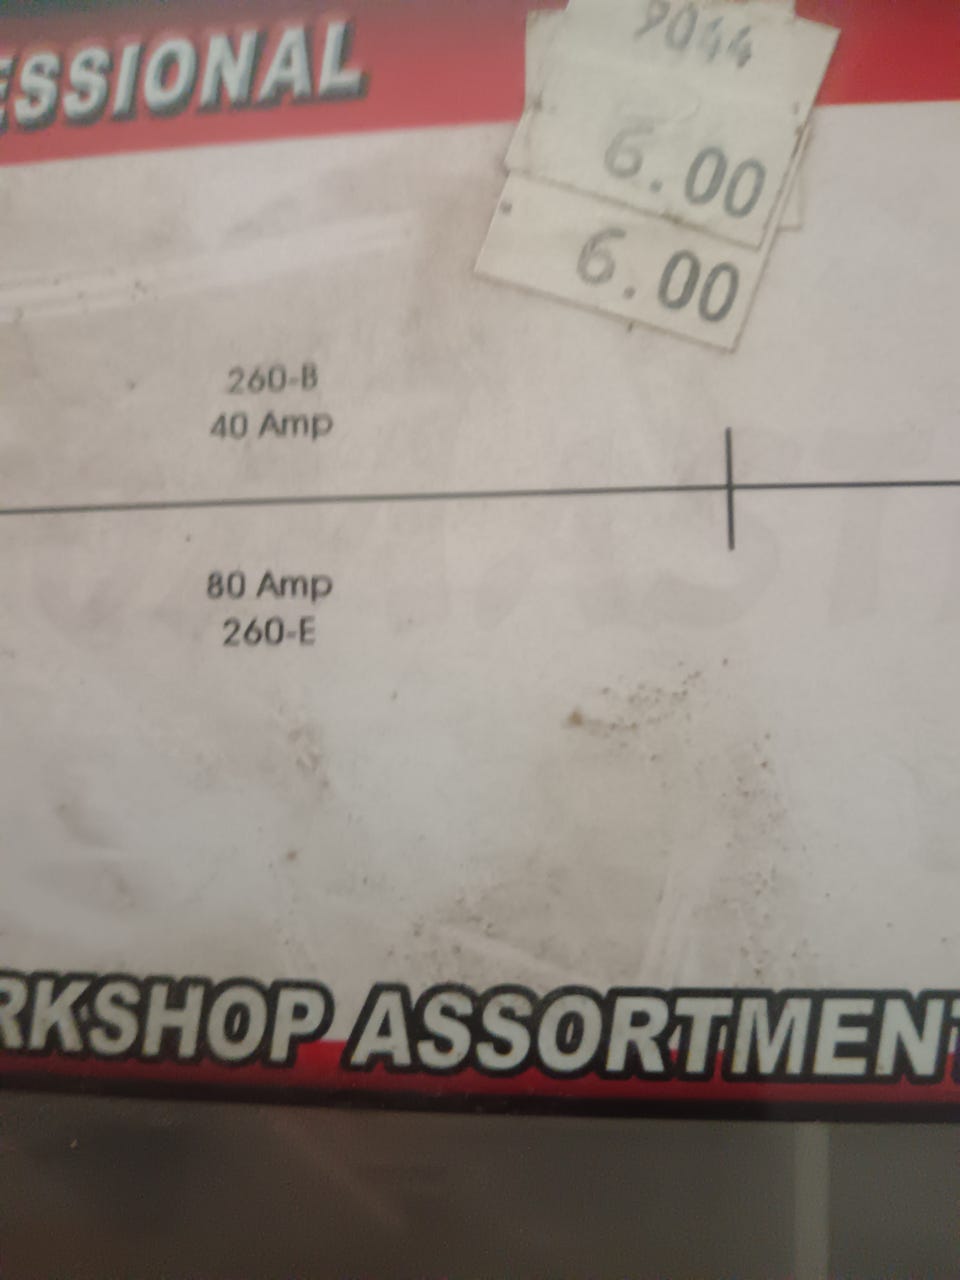 ESSIONAL
9044
6.00
6.00
260-B
40 Amp
80 Amp
260-E
RKSHOP ASSORTMENT